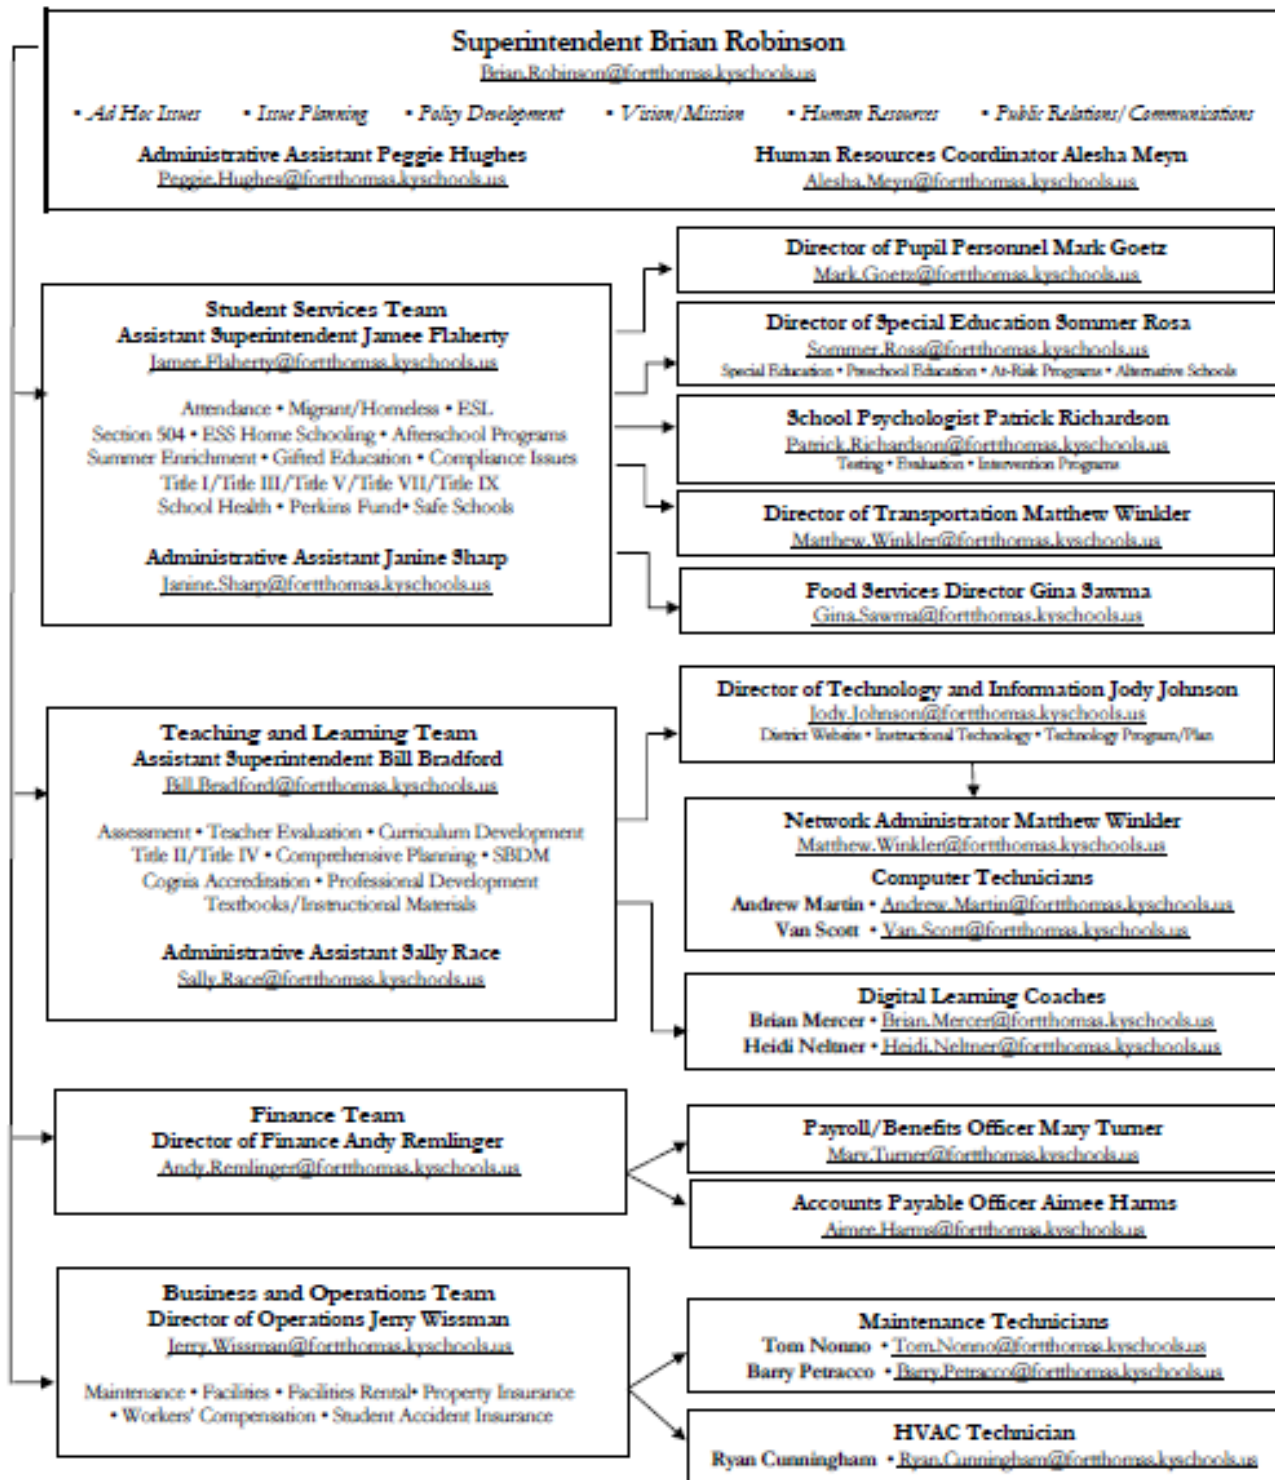 Superintendent Brian Robinson
Brian.Robinson@fortthomas.kyschools.us
• Ad Hoc Issues • Issue Planning • Policy Development • Vision/Mission • Human Resources • Public Relations/Communications
Administrative Assistant Peggie Hughes
Peggie.Hughes@fortthomas.kyschools.us
Human Resources Coordinator Alesha Meyn
Alesha.Meyn@fortthomas.kyschools.us
Student Services Team
Assistant Superintendent Jamee Flaherty
Jamee.Flaherty@fortthomas.kyschools.us
Attendance • Migrant/Homeless • ESL
Section 504 • ESS Home Schooling • Afterschool Programs
Summer Enrichment • Gifted Education • Compliance Issues
Title I/Title III/Title V/Title VII/Title IX
School Health • Perkins Fund• Safe Schools
Administrative Assistant Janine Sharp
Janine.Sharp@fortthomas.kyschools.us
Director of Pupil Personnel Mark Goetz
Mark.Goetz@fortthomas.kyschools.us
Director of Special Education Sommer Rosa
Sommer.Rosa@fortthomas.kyschools.us
Special Education • Preschool Education • At-Risk Programs • Alternative Schools
School Psychologist Patrick Richardson
Patrick.Richardson@fortthomas.kyschools.us
Testing • Evaluation • Intervention Programs
Director of Transportation Matthew Winkler
Matthew.Winkler@fortthomas.kyschools.us
Food Services Director Gina Sawma
Gina.Sawma@fortthomas.kyschools.us
Teaching and Learning Team
Assistant Superintendent Bill Bradford
Bill.Bradford@fortthomas.kyschools.us
Assessment • Teacher Evaluation • Curriculum Development
Title II/Title IV • Comprehensive Planning • SBDM
Cognia Accreditation • Professional Development
Textbooks/Instructional Materials
Administrative Assistant Sally Race
Sally.Race@fortthomas.kyschools.us
Director of Technology and Information Jody Johnson
Jody.Johnson@fortthomas.kyschools.us
District Website • Instructional Technology • Technology Program/Plan
Network Administrator Matthew Winkler
Matthew.Winkler@fortthomas.kyschools.us
Computer Technicians
Andrew Martin • Andrew.Martin@fortthomas.kyschools.us
Van Scott • Van.Scott@fortthomas.kyschools.us
Digital Learning Coaches
Brian Mercer • Brian.Mercer@fortthomas.kyschools.us
Heidi Neltner • Heidi.Neltner@fortthomas.kyschools.us
Finance Team
Director of Finance Andy Remlinger
Andy.Remlinger@fortthomas.kyschools.us
Payroll/Benefits Officer Mary Turner
Mary.Turner@fortthomas.kyschools.us
Accounts Payable Officer Aimee Harms
Aimee.Harms@fortthomas.kyschools.us
Business and Operations Team
Director of Operations Jerry Wissman
Jerry.Wissman@fortthomas.kyschools.us
Maintenance • Facilities • Facilities Rental• Property Insurance
• Workers' Compensation • Student Accident Insurance
Maintenance Technicians
Tom Nonno • Tom.Nonno@fortthomas.kyschools.us
Barry Petracco • Barry.Petracco@fortthomas.kyschools.us
HVAC Technician
Ryan Cunningham • Ryan.Cunningham@fortthomas.kyschools.us